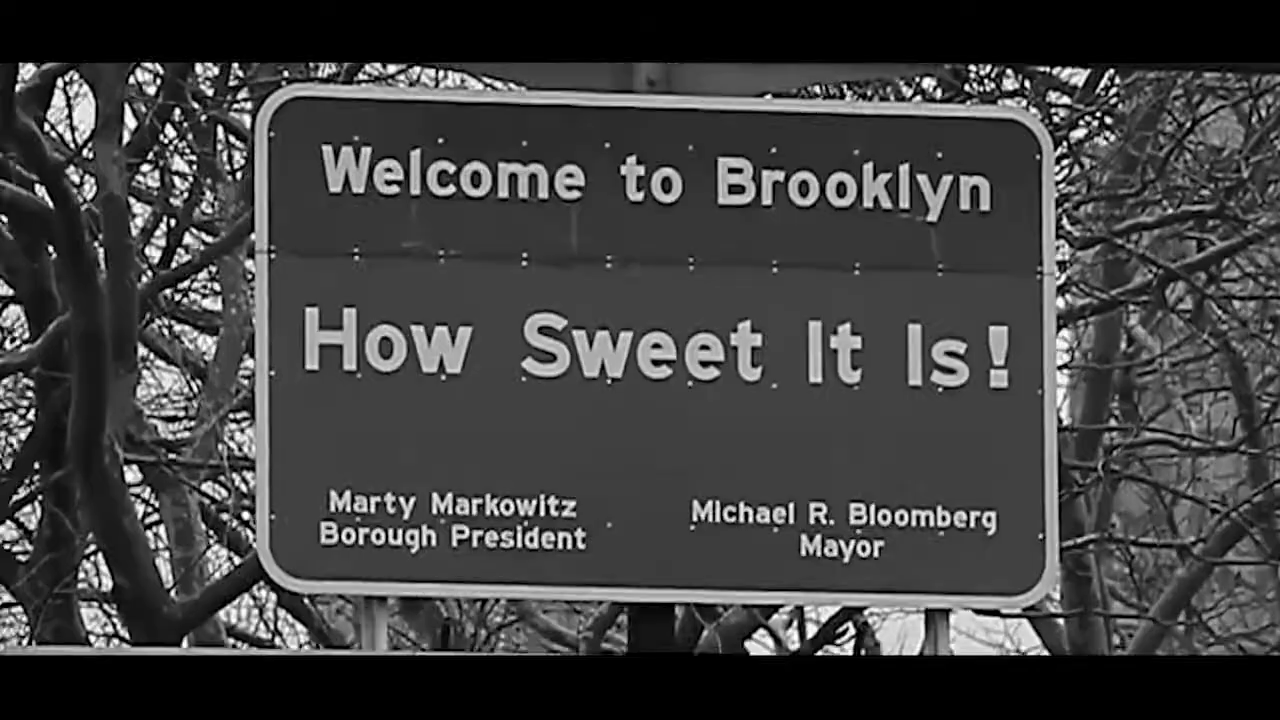 Welcome to Brooklyn
How Sweet It Is!
Marty Markowitz
Borough President
Michael R. Bloomberg
Mayor